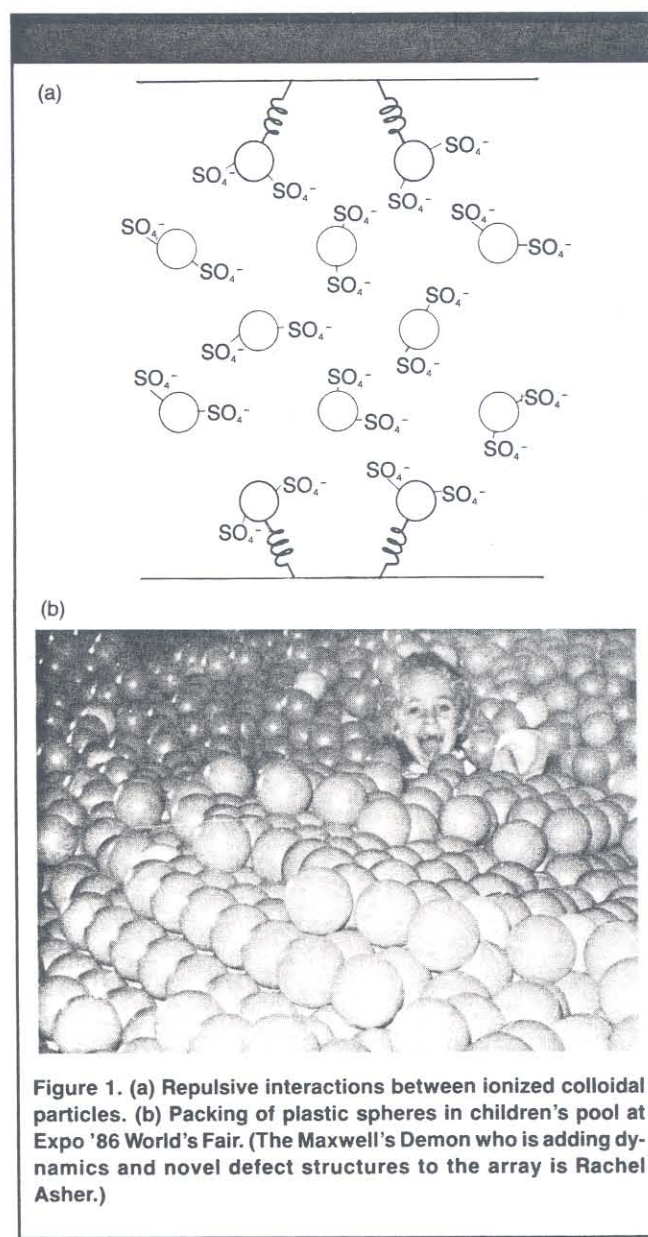 (a)
SO₄⁻ SO₄⁻
SO₄⁻ SO₄⁻
SO₄⁻ SO₄⁻ SO₄⁻
SO₄⁻ SO₄⁻ SO₄⁻
SO₄⁻ SO₄⁻
SO₄⁻ SO₄⁻
SO₄⁻ SO₄⁻ SO₄⁻
SO₄⁻ SO₄⁻ SO₄⁻
SO₄⁻ SO₄⁻
SO₄⁻ SO₄⁻
(b)
Figure 1. (a) Repulsive interactions between ionized colloidal
particles. (b) Packing of plastic spheres in children's pool at
Expo '86 World's Fair. (The Maxwell's Demon who is adding dy-
namics and novel defect structures to the array is Rachel
Asher.)